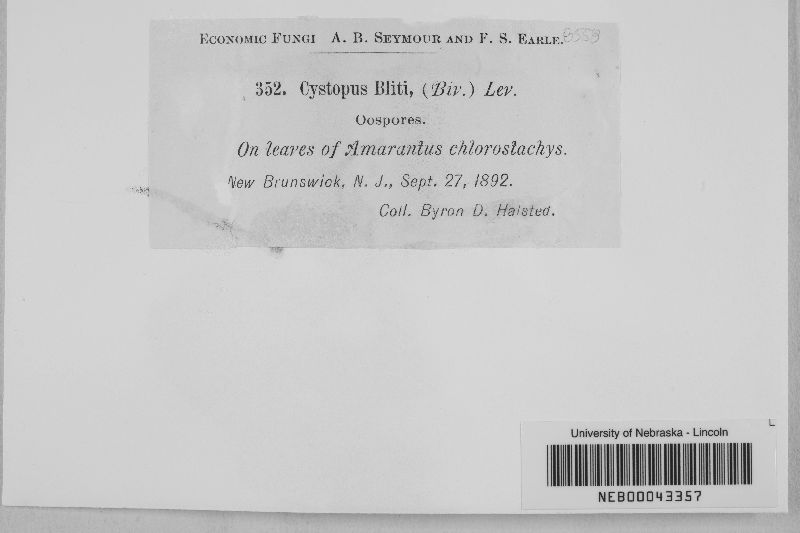 ECONOMIC FUNGI A. B. SEYMOUR AND F. S. EARLE.
352. Cystopus Bliti, (Biv.) Lev.
Oospores.
On leaves of Amarantus chlorostachys.
New Brunswick, N. J., Sept. 27, 1892.
Coll. Byron D. Halsted.
University of Nebraska - Lincoln
NEB00043357